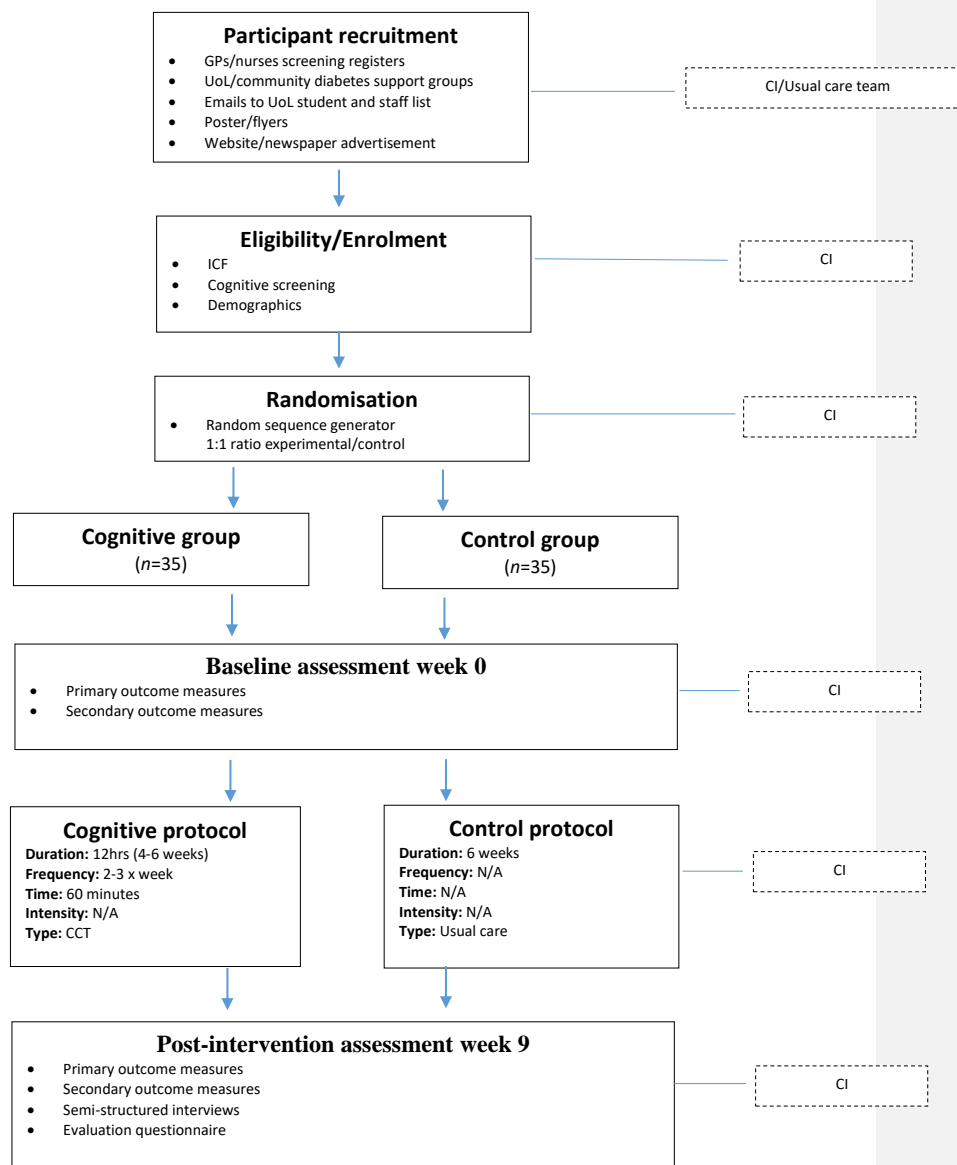 Participant recruitment
• GPs/nurses screening registers
• UoL/community diabetes support groups
• Emails to UoL student and staff list
• Poster/flyers
• Website/newspaper advertisement
CI/Usual care team
Eligibility/Enrolment
• ICF
• Cognitive screening
• Demographics
CI
Randomisation
• Random sequence generator
1:1 ratio experimental/control
CI
Cognitive group
(n=35)
Control group
(n=35)
Baseline assessment week 0
• Primary outcome measures
• Secondary outcome measures
CI
Cognitive protocol
Duration: 12hrs (4-6 weeks)
Frequency: 2-3 x week
Time: 60 minutes
Intensity: N/A
Type: CCT
Control protocol
Duration: 6 weeks
Frequency: N/A
Time: N/A
Intensity: N/A
Type: Usual care
CI
Post-intervention assessment week 9
• Primary outcome measures
• Secondary outcome measures
• Semi-structured interviews
• Evaluation questionnaire
CI